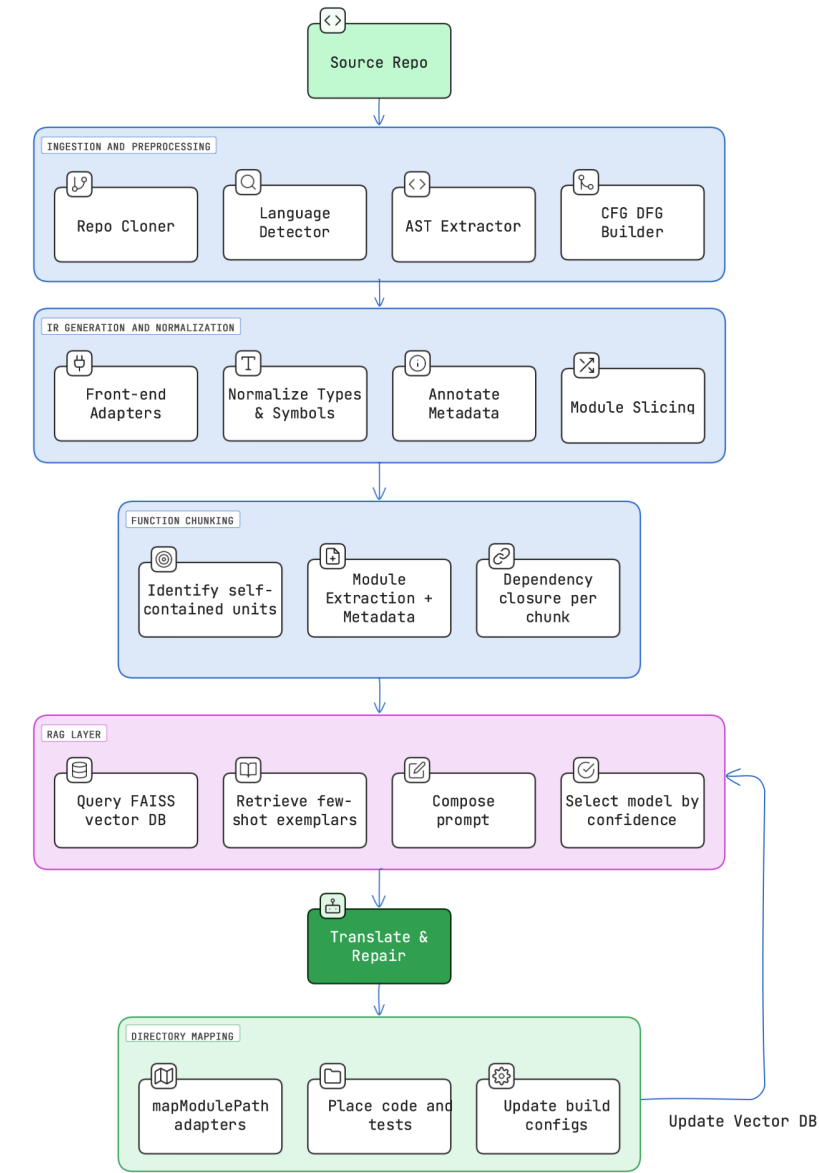 Source Repo
INGESTION AND PREPROCESSING
Repo Cloner
Language
Detector
AST Extractor
CFG DFG
Builder
IR GENERATION AND NORMALIZATION
Front-end
Adapters
Normalize Types
& Symbols
Annotate
Metadata
Module Slicing
FUNCTION CHUNKING
Identify self-
contained units
Module
Extraction +
Metadata
Dependency
closure per
chunk
RAG LAYER
Query FAISS
vector DB
Retrieve few-
shot exemplars
Compose
prompt
Select model by
confidence
Translate &
Repair
DIRECTORY MAPPING
mapModulePath
adapters
Place code and
tests
Update build
configs
Update Vector DB